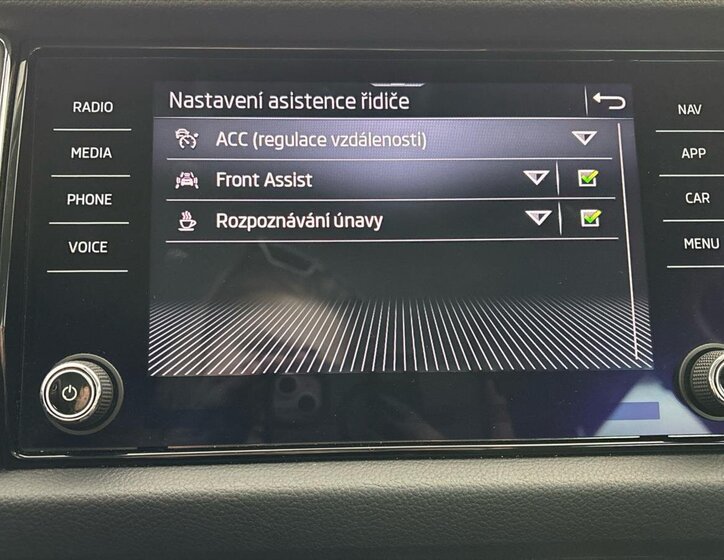 Nastavení asistence řidiče
ACC (regulace vzdálenosti)
Front Assist
Rozpoznávání únavy
RADIO
MEDIA
PHONE
VOICE
NAV
APP
CAR
MENU